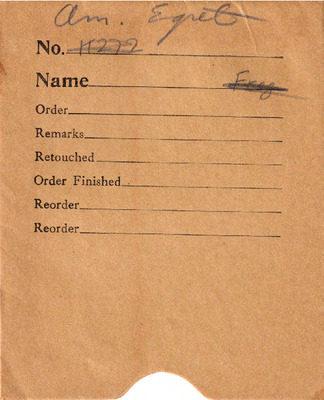 Am. Egret
No. 11272
Name Frog
Order
Remarks
Retouched
Order Finished
Reorder
Reorder